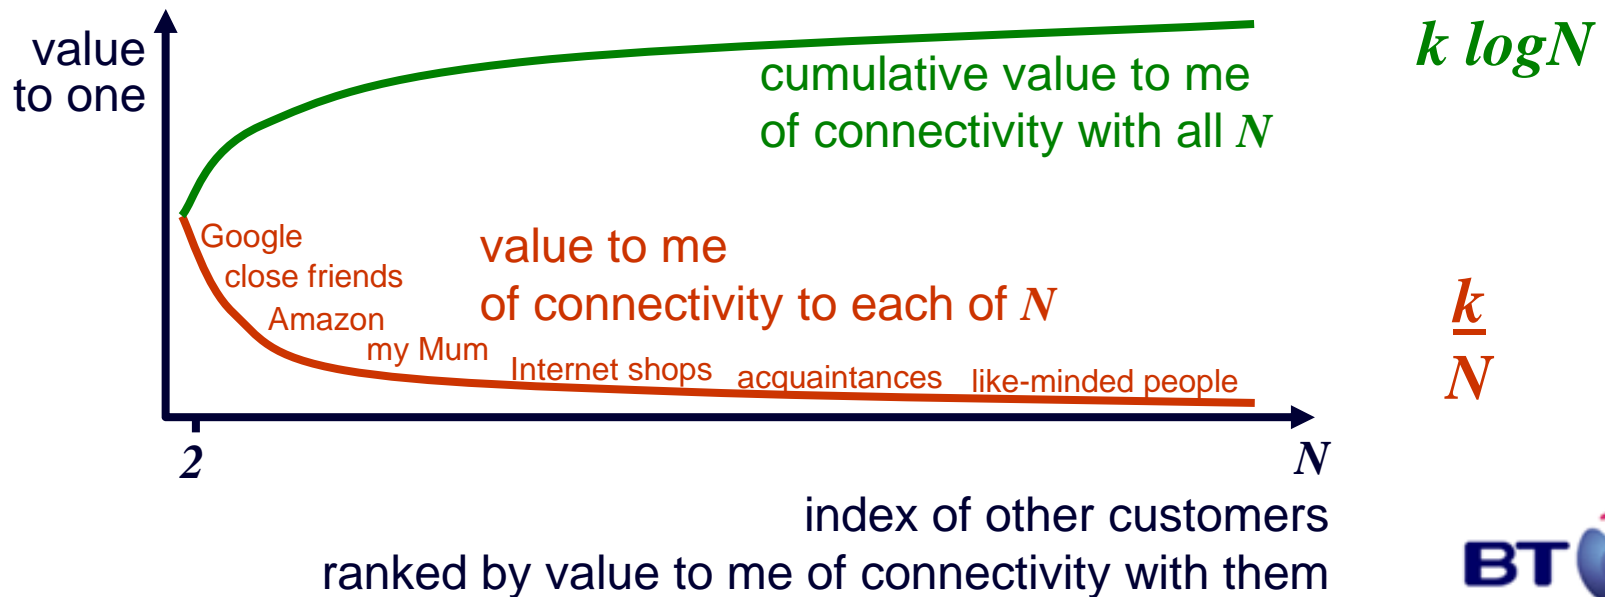 value
to one
k logN
cumulative value to me
of connectivity with all N
Google
close friends
Amazon
my Mum
value to me
of connectivity to each of N
Internet shops
acquaintances
like-minded people
k
N
2
N
index of other customers
ranked by value to me of connectivity with them
BT